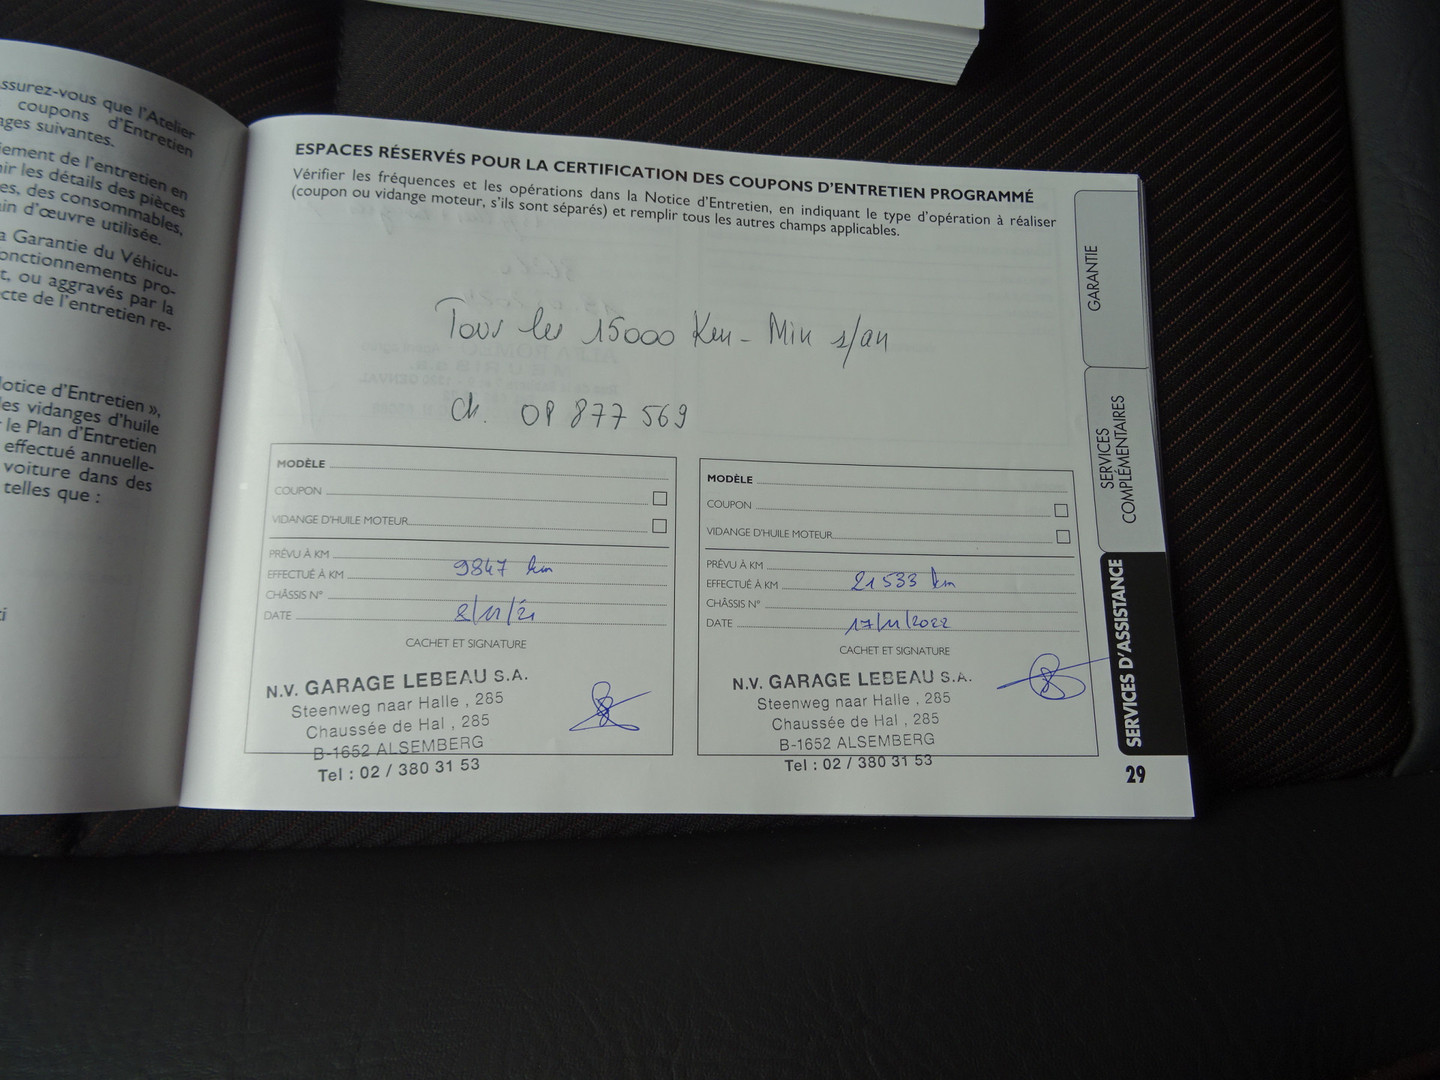 ssurez-vous que l'Atelier
coupons d'Entretien
ages suivantes.
iement de l'entretien en
nir les détails des pièces
es, des consommables,
ain d'œuvre utilisée.
a Garantie du Véhicu-
onctionnements pro-
t, ou aggravés par la
cte de l'entretien re-
Notice d'Entretien »,
les vidanges d'huile
le Plan d'Entretien
effectué annuelle-
voiture dans des
telles que :
ESPACES RÉSERVÉS POUR LA CERTIFICATION DES COUPONS D'ENTRETIEN PROGRAMMÉ
Vérifier les fréquences et les opérations dans la Notice d'Entretien, en indiquant le type d'opération à réaliser
(coupon ou vidange moteur, s'ils sont séparés) et remplir tous les autres champs applicables.
Tous les 15000 Km - Min s/an
Ch. 08 877 569
MODÈLE
COUPON
VIDANGE D'HUILE MOTEUR
PRÉVU À KM
EFFECTUÉ À KM 9847 km
CHÂSSIS N°
DATE 8/11/21
CACHET ET SIGNATURE
N.V. GARAGE LEBEAU S.A.
Steenweg naar Halle , 285
Chaussée de Hal , 285
B-1652 ALSEMBERG
Tel : 02 / 380 31 53
MODÈLE
COUPON
VIDANGE D'HUILE MOTEUR
PRÉVU À KM
EFFECTUÉ À KM 21533 km
CHÂSSIS N°
DATE 17/11/2022
CACHET ET SIGNATURE
N.V. GARAGE LEBEAU S.A.
Steenweg naar Halle , 285
Chaussée de Hal , 285
B-1652 ALSEMBERG
Tel : 02 / 380 31 53
GARANTIE
SERVICES
COMPLÉMENTAIRES
SERVICES D'ASSISTANCE
29